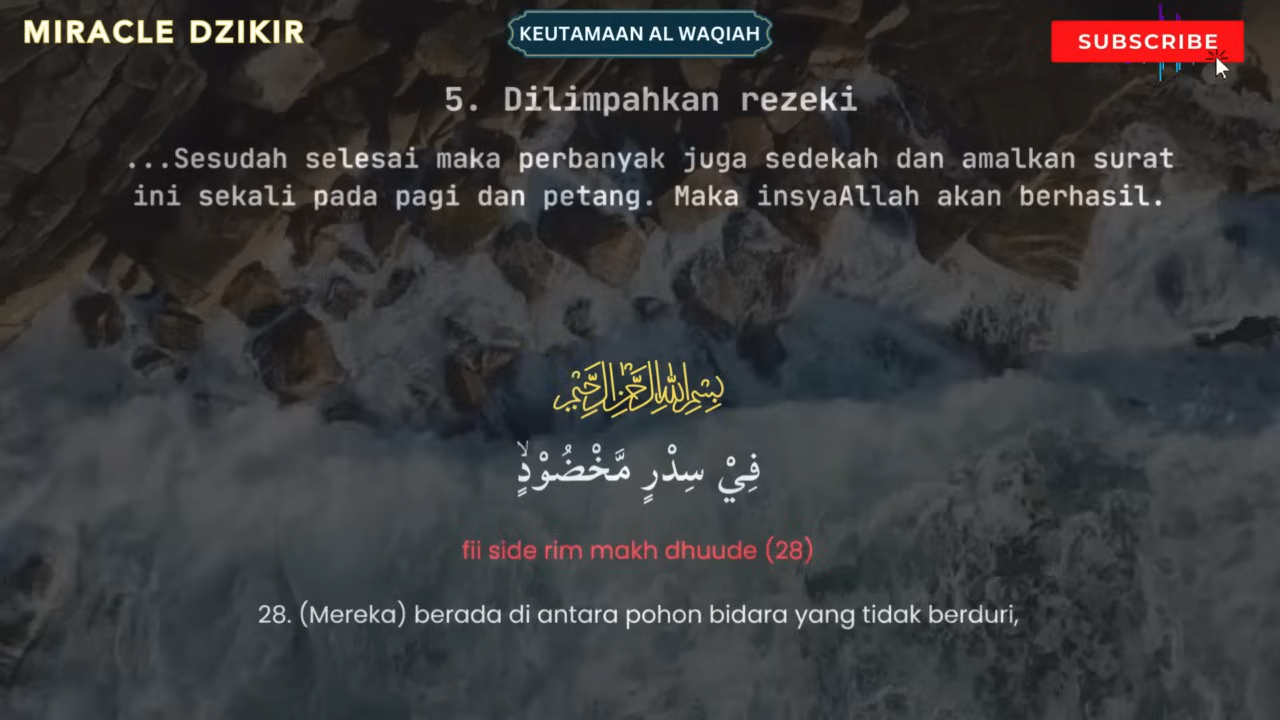 MIRACLE DZIKIR
KEUTAMAAN AL WAQIAH
SUBSCRIBE
5. Dilimpahkan rezeki
...Sesudah selesai maka perbanyak juga sedekah dan amalkan surat
ini sekali pada pagi dan petang. Maka insyaAllah akan berhasil.
بِسْمِ اللهِ الرَّحْمٰنِ الرَّحِيْمِ
فِيْ سِدْرٍ مَّخْضُوْدٍۙ
fii side rim makh dhuude (28)
28. (Mereka) berada di antara pohon bidara yang tidak berduri,